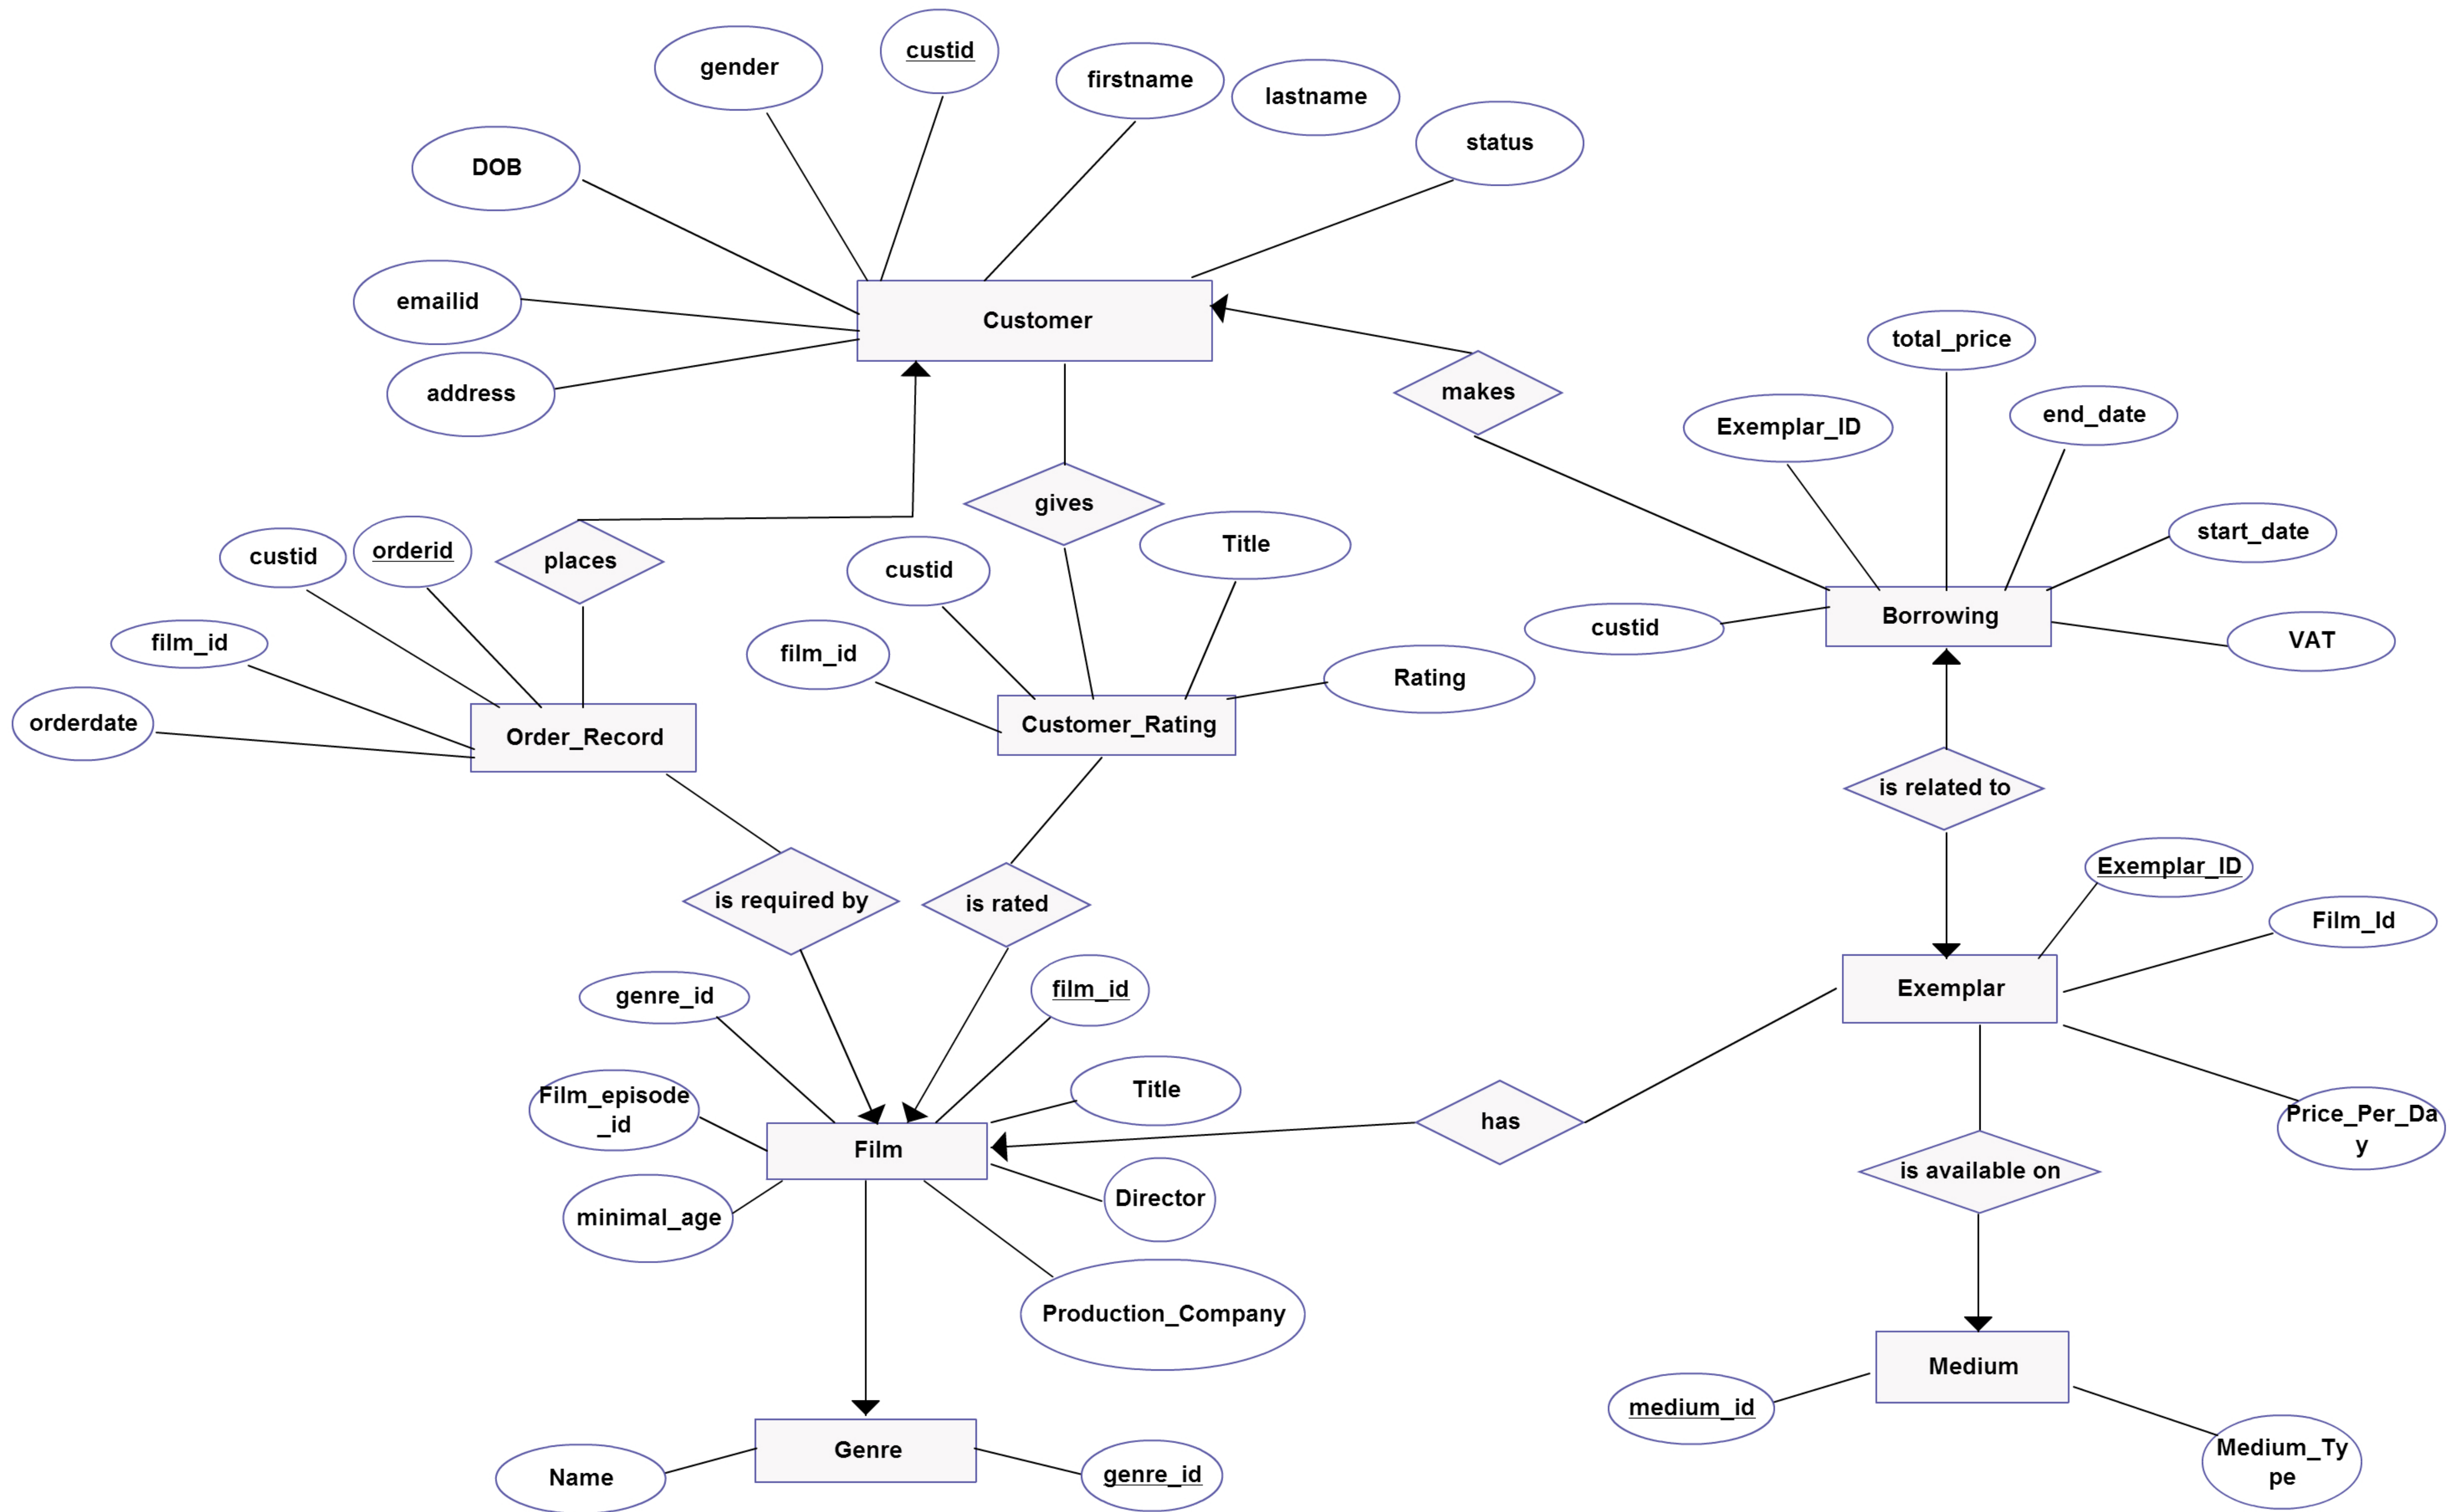 custid
gender
firstname
lastname
status
DOB
emailid
address
Customer
total_price
makes
end_date
Exemplar_ID
gives
start_date
Title
custid
orderid
places
custid
Borrowing
custid
VAT
film_id
film_id
Rating
orderdate
Order_Record
Customer_Rating
is related to
Exemplar_ID
is required by
is rated
Film_Id
genre_id
film_id
Exemplar
Title
Film_episode
_id
has
Price_Per_Da
y
Film
is available on
minimal_age
Director
Production_Company
Medium
medium_id
Genre
Medium_Ty
pe
Name
genre_id